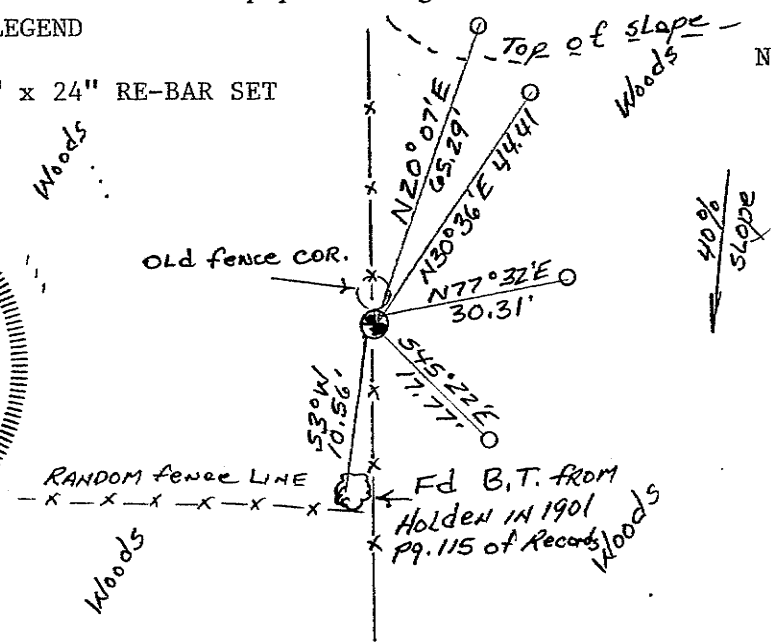 LEGEND
" x 24" RE-BAR SET
Top of slope
Woods
N
Woods
N20°07'E
65.29'
N30°36'E 44.41
40%
SLOPE
OLd fence COR.
N77°32'E
30.31'
S45°22'E
17.77'
S3°W
10.56'
RANDOM fence LINE
Fd B.T. from
Holden IN 1901
Pg. 115 of Records
Woods
Woods